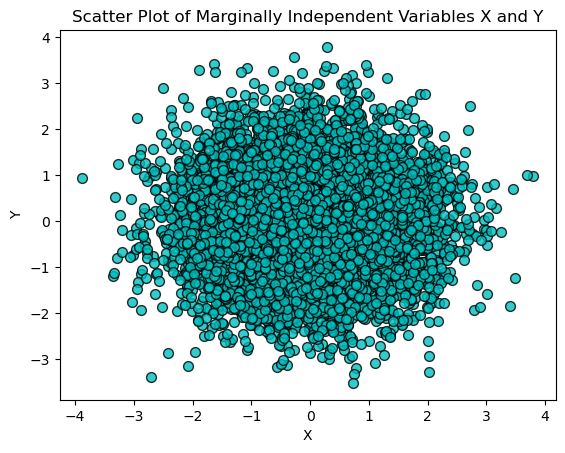 Scatter Plot of Marginally Independent Variables X and Y
4
3
2
1
0
−1
−2
−3
Y
−4 −3 −2 −1 0 1 2 3 4
X